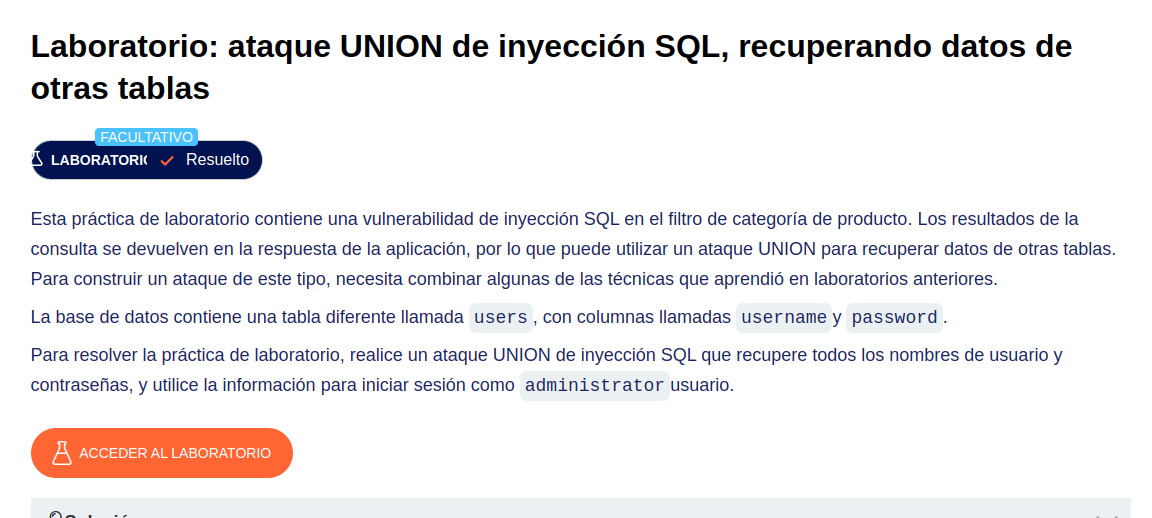 Laboratorio: ataque UNION de inyección SQL, recuperando datos de
otras tablas
FACULTATIVO
LABORATORIO Resuelto
Esta práctica de laboratorio contiene una vulnerabilidad de inyección SQL en el filtro de categoría de producto. Los resultados de la
consulta se devuelven en la respuesta de la aplicación, por lo que puede utilizar un ataque UNION para recuperar datos de otras tablas.
Para construir un ataque de este tipo, necesita combinar algunas de las técnicas que aprendió en laboratorios anteriores.
La base de datos contiene una tabla diferente llamada users, con columnas llamadas username y password.
Para resolver la práctica de laboratorio, realice un ataque UNION de inyección SQL que recupere todos los nombres de usuario y
contraseñas, y utilice la información para iniciar sesión como administrator usuario.
ACCEDER AL LABORATORIO
Solución